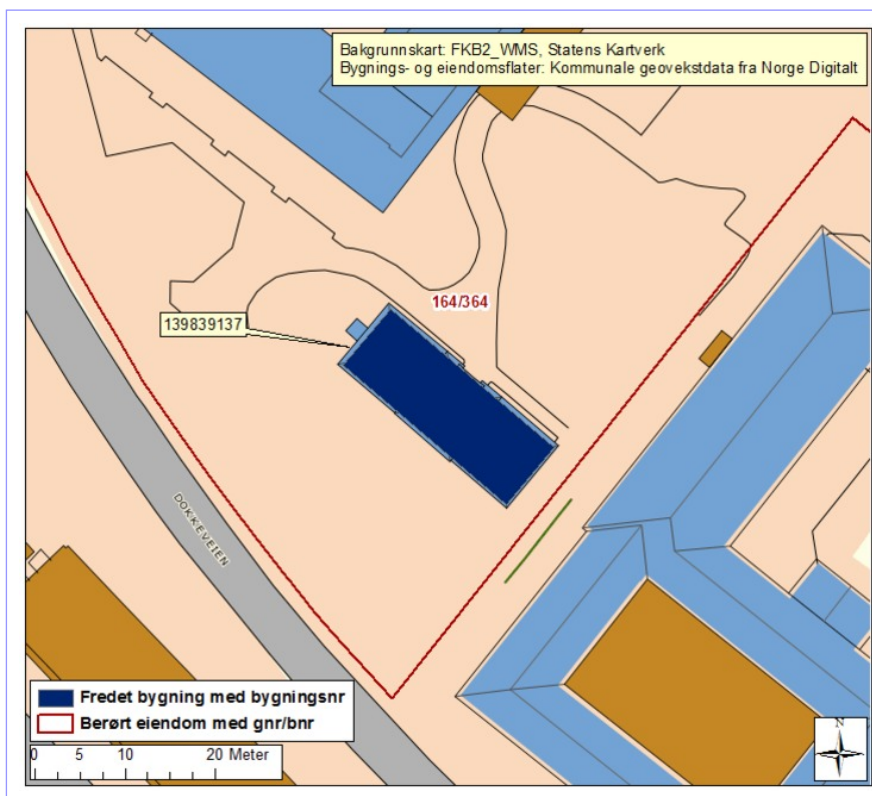 Bakgrunnskart: FKB2_WMS, Statens Kartverk
Bygnings- og eiendomsflater: Kommunale geovekstdata fra Norge Digitalt
164/364
139839137
DOKKEVEIEN
Fredet bygning med bygningsnr
Berørt eiendom med gnr/bnr
0 5 10 20 Meter
N